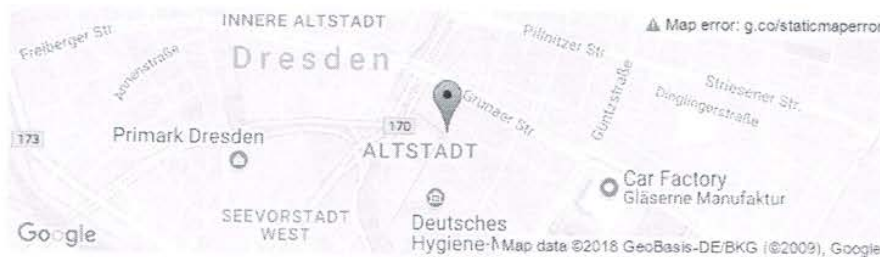 INNERE ALTSTADT
Map error: g.co/staticmaperror
Freiberger Str
Pillnitzer Str
Annenstraße
Dresden
Striesener Str.
Güntzstraße
Dinglingerstraße
Grunaer Str.
173
170
Primark Dresden
ALTSTADT
Car Factory
Gläserne Manufaktur
SEEVORSTADT
WEST
Deutsches
Hygiene-M
Google
Map data ©2018 GeoBasis-DE/BKG (©2009), Google